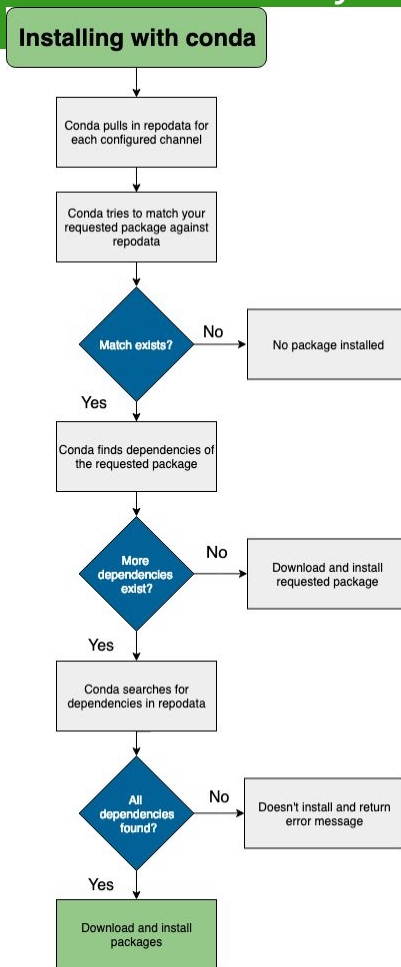 Installing with conda
Conda pulls in repodata for
each configured channel
Conda tries to match your
requested package against
repodata
Match exists?
No
No package installed
Yes
Conda finds dependencies of
the requested package
More
dependencies
exist?
No
Download and install
requested package
Yes
Conda searches for
dependencies in repodata
All
dependencies
found?
No
Doesn't install and return
error message
Yes
Download and install
packages